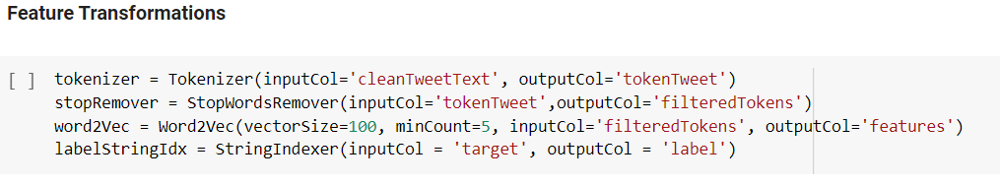 Feature Transformations
[ ] tokenizer = Tokenizer(inputCol='cleanTweetText', outputCol='tokenTweet')
stopRemover = StopWordsRemover(inputCol='tokenTweet',outputCol='filteredTokens')
word2Vec = Word2Vec(vectorSize=100, minCount=5, inputCol='filteredTokens', outputCol='features')
labelStringIdx = StringIndexer(inputCol = 'target', outputCol = 'label')